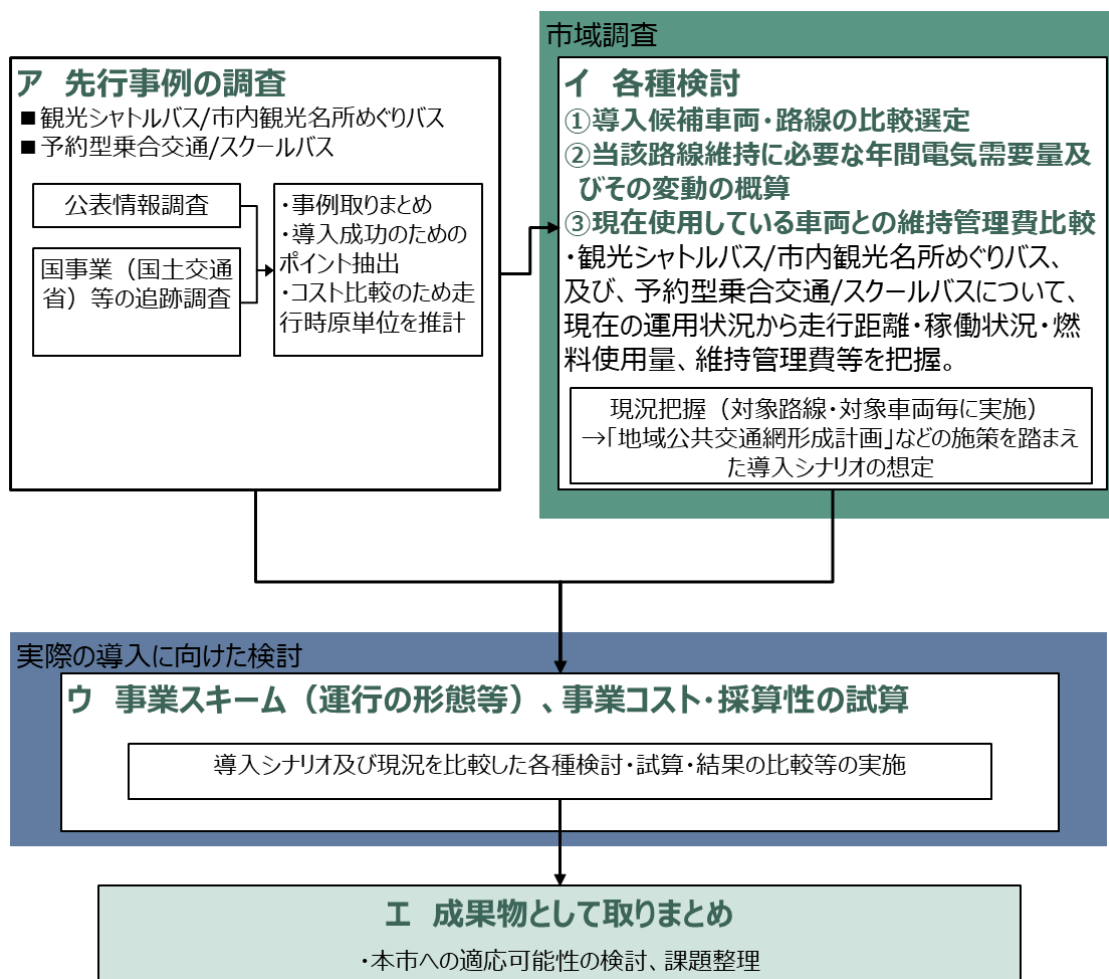 ア 先行事例の調査
■観光シャトルバス/市内観光名所めぐりバス
■予約型乗合交通/スクールバス
公表情報調査
国事業（国土交通
省）等の追跡調査
・事例取りまとめ
・導入成功のための
ポイント抽出
・コスト比較のため走
行時原単位を推計
市域調査
イ 各種検討
①導入候補車両・路線の比較選定
②当該路線維持に必要な年間電気需要量及
びその変動の概算
③現在使用している車両との維持管理費比較
・観光シャトルバス/市内観光名所めぐりバス、
及び、予約型乗合交通/スクールバスについて、
現在の運用状況から走行距離・稼働状況・燃
料使用量、維持管理費等を把握。
現況把握（対象路線・対象車両毎に実施）
→「地域公共交通網形成計画」などの施策を踏まえ
た導入シナリオの想定
実際の導入に向けた検討
ウ 事業スキーム（運行の形態等）、事業コスト・採算性の試算
導入シナリオ及び現況を比較した各種検討・試算・結果の比較等の実施
エ 成果物として取りまとめ
・本市への適応可能性の検討、課題整理